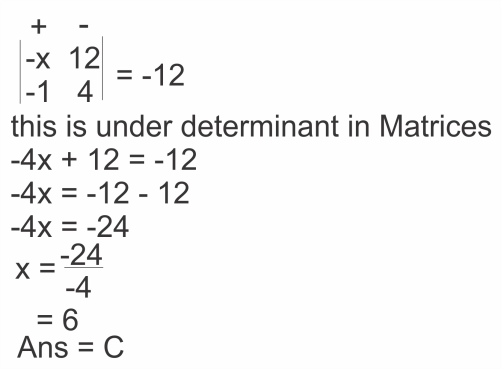 + -
|-x 12|
|-1 4| = -12
this is under determinant in Matrices
-4x + 12 = -12
-4x = -12 - 12
-4x = -24
x = -24/-4
= 6
Ans = C